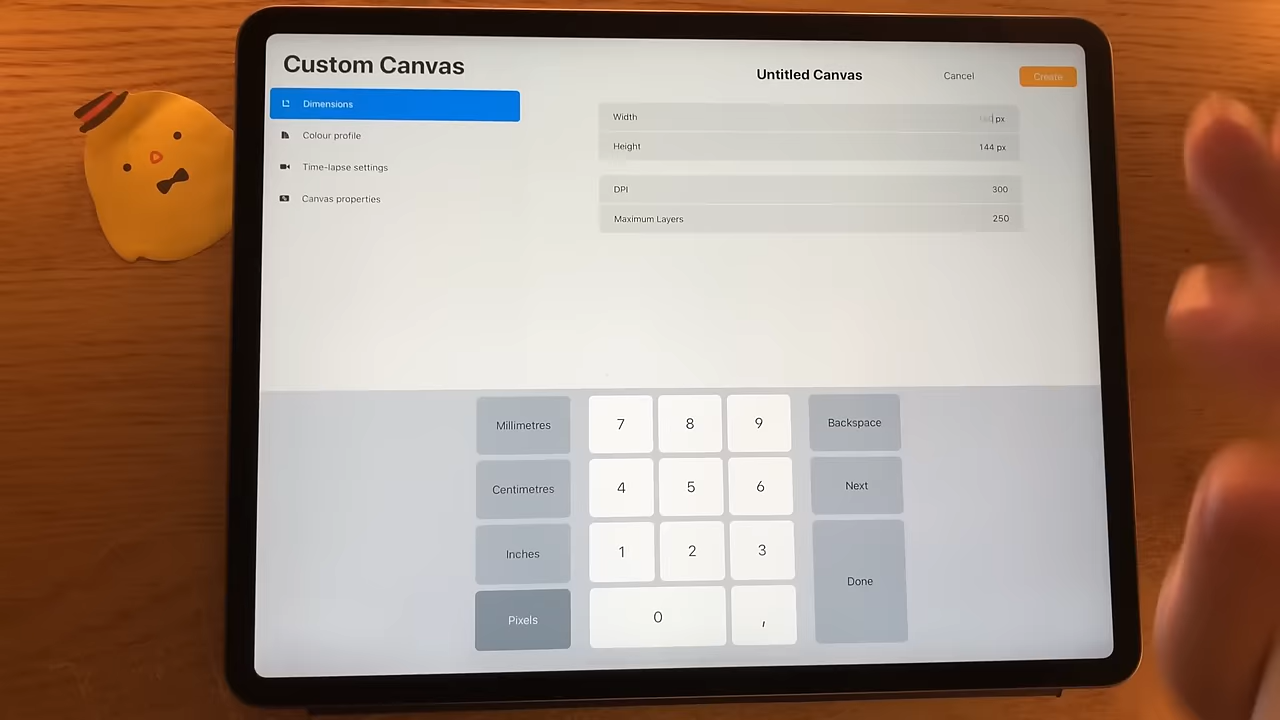 Custom Canvas
Untitled Canvas
Cancel
Create
Dimensions
Colour profile
Time-lapse settings
Canvas properties
Width px
Height 144 px
DPI 300
Maximum Layers 250
Millimetres 7 8 9 Backspace
Centimetres 4 5 6 Next
Inches 1 2 3
Done
Pixels 0 ,